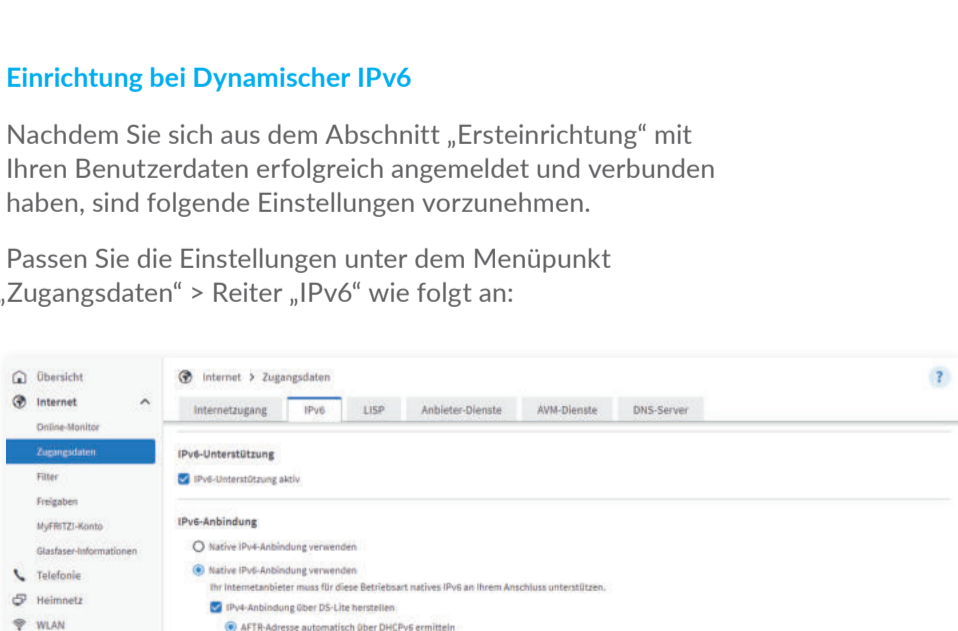 Einrichtung bei Dynamischer IPv6
Nachdem Sie sich aus dem Abschnitt „Ersteinrichtung“ mit
Ihren Benutzerdaten erfolgreich angemeldet und verbunden
haben, sind folgende Einstellungen vorzunehmen.
Passen Sie die Einstellungen unter dem Menüpunkt
„Zugangsdaten“ > Reiter „IPv6“ wie folgt an:
Übersicht
Internet
Online-Monitor
Zugangsdaten
Filter
Freigaben
MyFRITZ!-Konto
Glasfaser-Informationen
Telefonie
Heimnetz
WLAN
Internet > Zugangsdaten
?
Internetzugang IPv6 LISP Anbieter-Dienste AVM-Dienste DNS-Server
IPv6-Unterstützung
IPv6-Unterstützung aktiv
IPv6-Anbindung
Native IPv4-Anbindung verwenden
Native IPv6-Anbindung verwenden
Ihr Internetanbieter muss für diese Betriebsart natives IPv6 an Ihrem Anschluss unterstützen.
IPv4-Anbindung über DS-Lite herstellen
AFTR-Adresse automatisch über DHCPv6 ermitteln